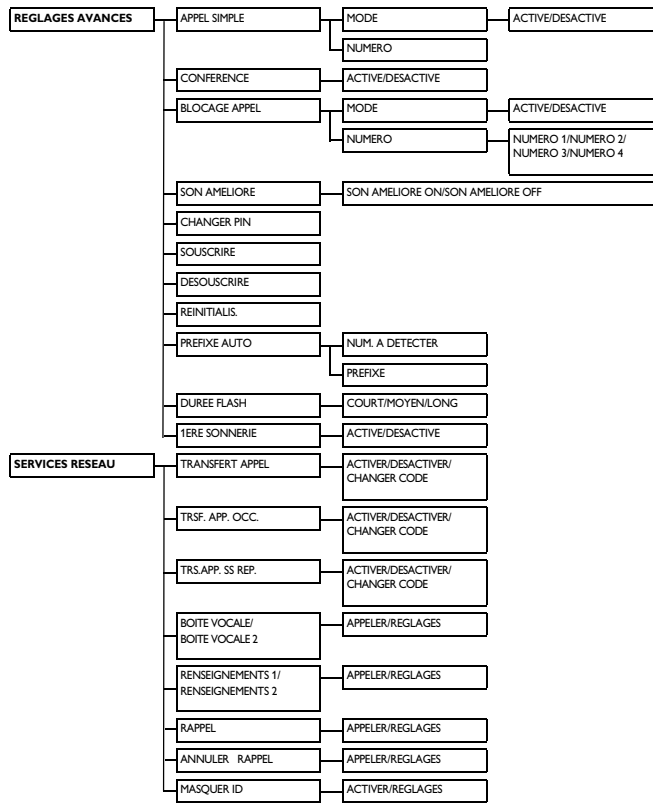 REGLAGES AVANCES
APPEL SIMPLE
MODE
ACTIVE/DESACTIVE
NUMERO
CONFERENCE
ACTIVE/DESACTIVE
BLOCAGE APPEL
MODE
ACTIVE/DESACTIVE
NUMERO
NUMERO 1/NUMERO 2/
NUMERO 3/NUMERO 4
SON AMELIORE
SON AMELIORE ON/SON AMELIORE OFF
CHANGER PIN
SOUSCRIRE
DESOUSCRIRE
REINITIALIS.
PREFIXE AUTO
NUM. A DETECTER
PREFIXE
DUREE FLASH
COURT/MOYEN/LONG
1ERE SONNERIE
ACTIVE/DESACTIVE
SERVICES RESEAU
TRANSFERT APPEL
ACTIVER/DESACTIVER/
CHANGER CODE
TRSF. APP. OCC.
ACTIVER/DESACTIVER/
CHANGER CODE
TRS.APP. SS REP.
ACTIVER/DESACTIVER/
CHANGER CODE
BOITE VOCALE/
BOITE VOCALE 2
APPELER/REGLAGES
RENSEIGNEMENTS 1/
RENSEIGNEMENTS 2
APPELER/REGLAGES
RAPPEL
APPELER/REGLAGES
ANNULER RAPPEL
APPELER/REGLAGES
MASQUER ID
ACTIVER/REGLAGES